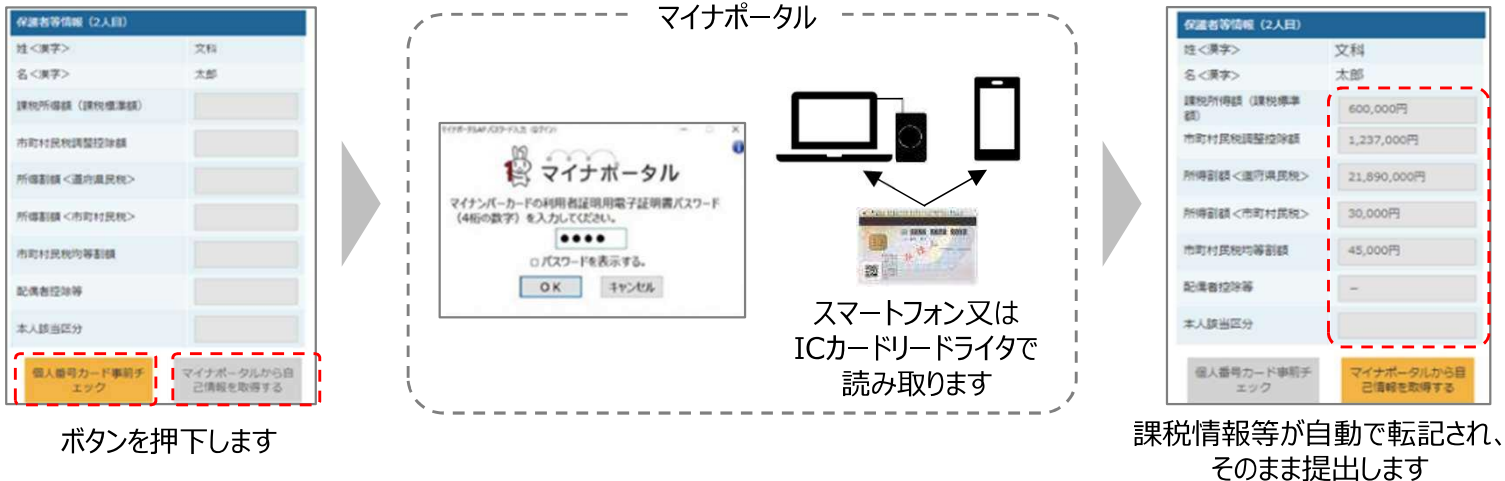 保護者等情報（2人目）
姓<漢字> 文科
名<漢字> 太郎
課税所得額（課税標準額）
市町村民税調整控除額
所得割額<道府県民税>
所得割額<市町村民税>
市町村民税均等割額
配偶者控除等
本人該当区分
個人番号カード事前チ
ェック
マイナポータルから自
己情報を取得する
ボタンを押下します
マイナポータル
マイナポータル
マイナンバーカードの利用者証明用電子証明書パスワード
（4桁の数字）を入力してください。
●●●●
□パスワードを表示する。
OK キャンセル
スマートフォン又は
ICカードリードライタで
読み取ります
保護者等情報（2人目）
姓<漢字> 文科
名<漢字> 太郎
課税所得額（課税標準
額） 600,000円
市町村民税調整控除額 1,237,000円
所得割額<道府県民税> 21,890,000円
所得割額<市町村民税> 30,000円
市町村民税均等割額 45,000円
配偶者控除等 －
本人該当区分
個人番号カード事前チ
ェック
マイナポータルから自
己情報を取得する
課税情報等が自動で転記され、
そのまま提出します